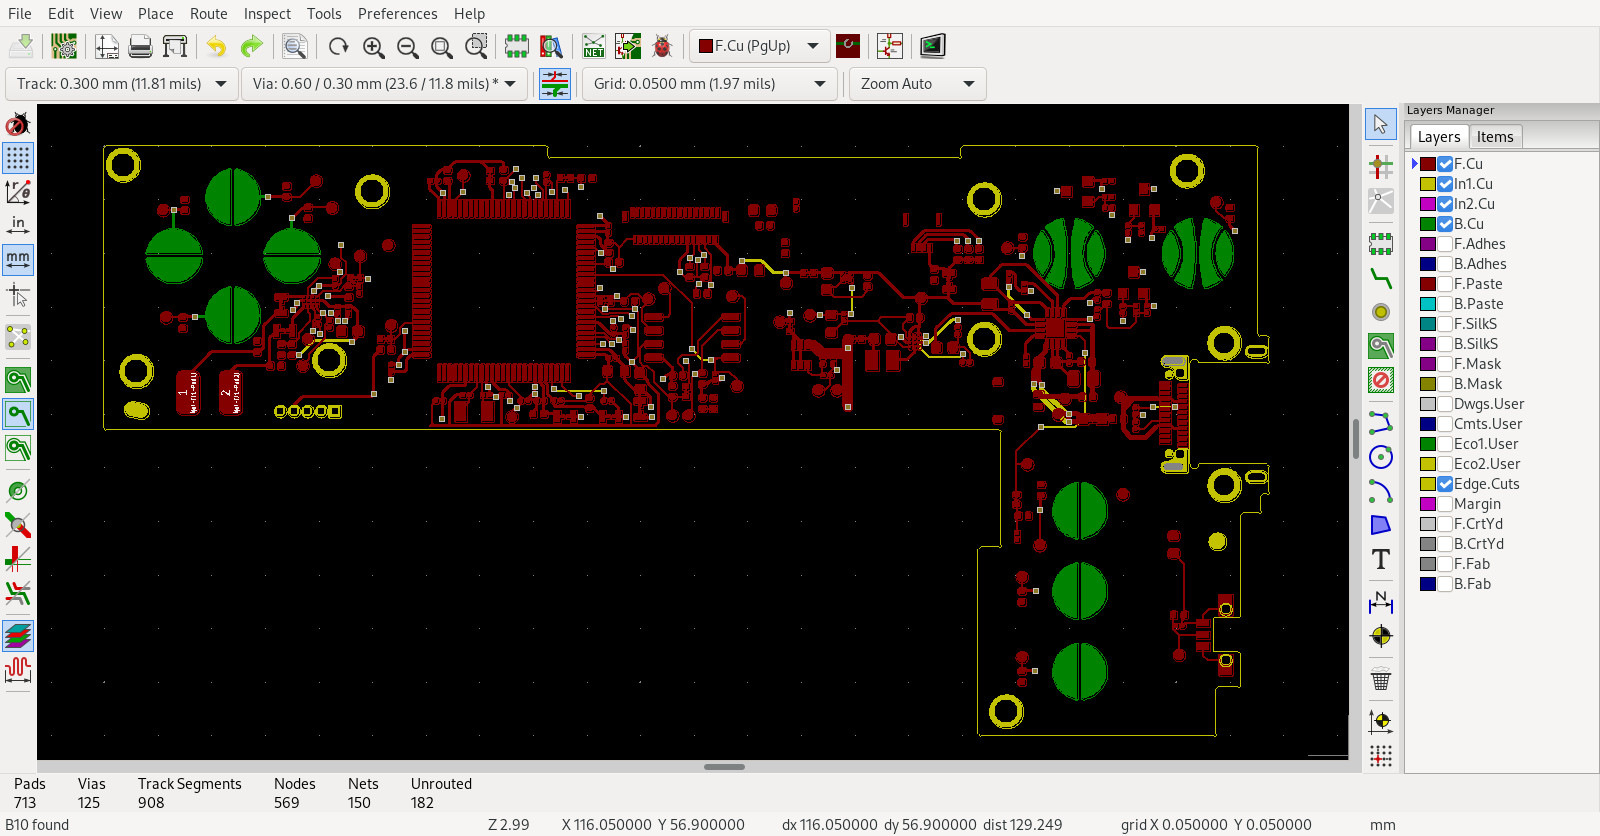 File Edit View Place Route Inspect Tools Preferences Help
NET
F.Cu (PgUp)
Track: 0.300 mm (11.81 mils)
Via: 0.60 / 0.30 mm (23.6 / 11.8 mils) *
Grid: 0.0500 mm (1.97 mils)
Zoom Auto
in
mm
1
2
T
N
Layers Manager
Layers Items
F.Cu
In1.Cu
In2.Cu
B.Cu
F.Adhes
B.Adhes
F.Paste
B.Paste
F.SilkS
B.SilkS
F.Mask
B.Mask
Dwgs.User
Cmts.User
Eco1.User
Eco2.User
Edge.Cuts
Margin
F.CrtYd
B.CrtYd
F.Fab
B.Fab
Pads Vias Track Segments Nodes Nets Unrouted
713 125 908 569 150 182
B10 found Z 2.99 X 116.050000 Y 56.900000 dx 116.050000 dy 56.900000 dist 129.249 grid X 0.050000 Y 0.050000 mm